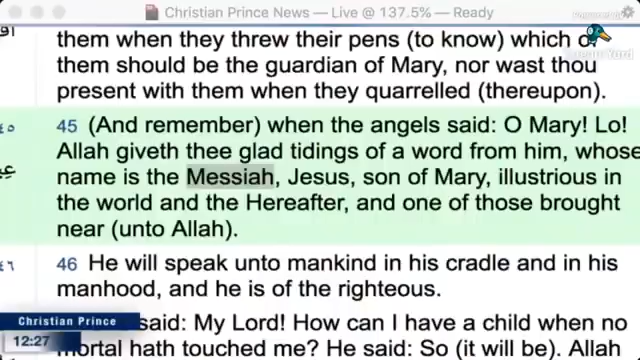 Christian Prince News — Live @ 137.5% — Ready
them when they threw their pens (to know) which of
them should be the guardian of Mary, nor wast thou
present with them when they quarrelled (thereupon).
٤٥
45 (And remember) when the angels said: O Mary! Lo!
Allah giveth thee glad tidings of a word from him, whose
name is the Messiah, Jesus, son of Mary, illustrious in
the world and the Hereafter, and one of those brought
near (unto Allah).
٤٦
46 He will speak unto mankind in his cradle and in his
manhood, and he is of the righteous.
said: My Lord! How can I have a child when no
mortal hath touched me? He said: So (it will be). Allah
Christian Prince
12:27